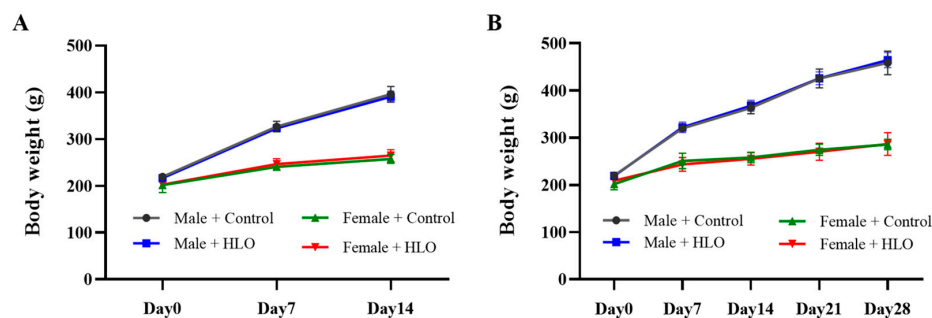 A
Body weight (g)
500
400
300
200
100
0
Male + Control
Female + Control
Male + HLO
Female + HLO
Day0
Day7
Day14
B
Body weight (g)
500
400
300
200
100
0
Male + Control
Female + Control
Male + HLO
Female + HLO
Day0
Day7
Day14
Day21
Day28